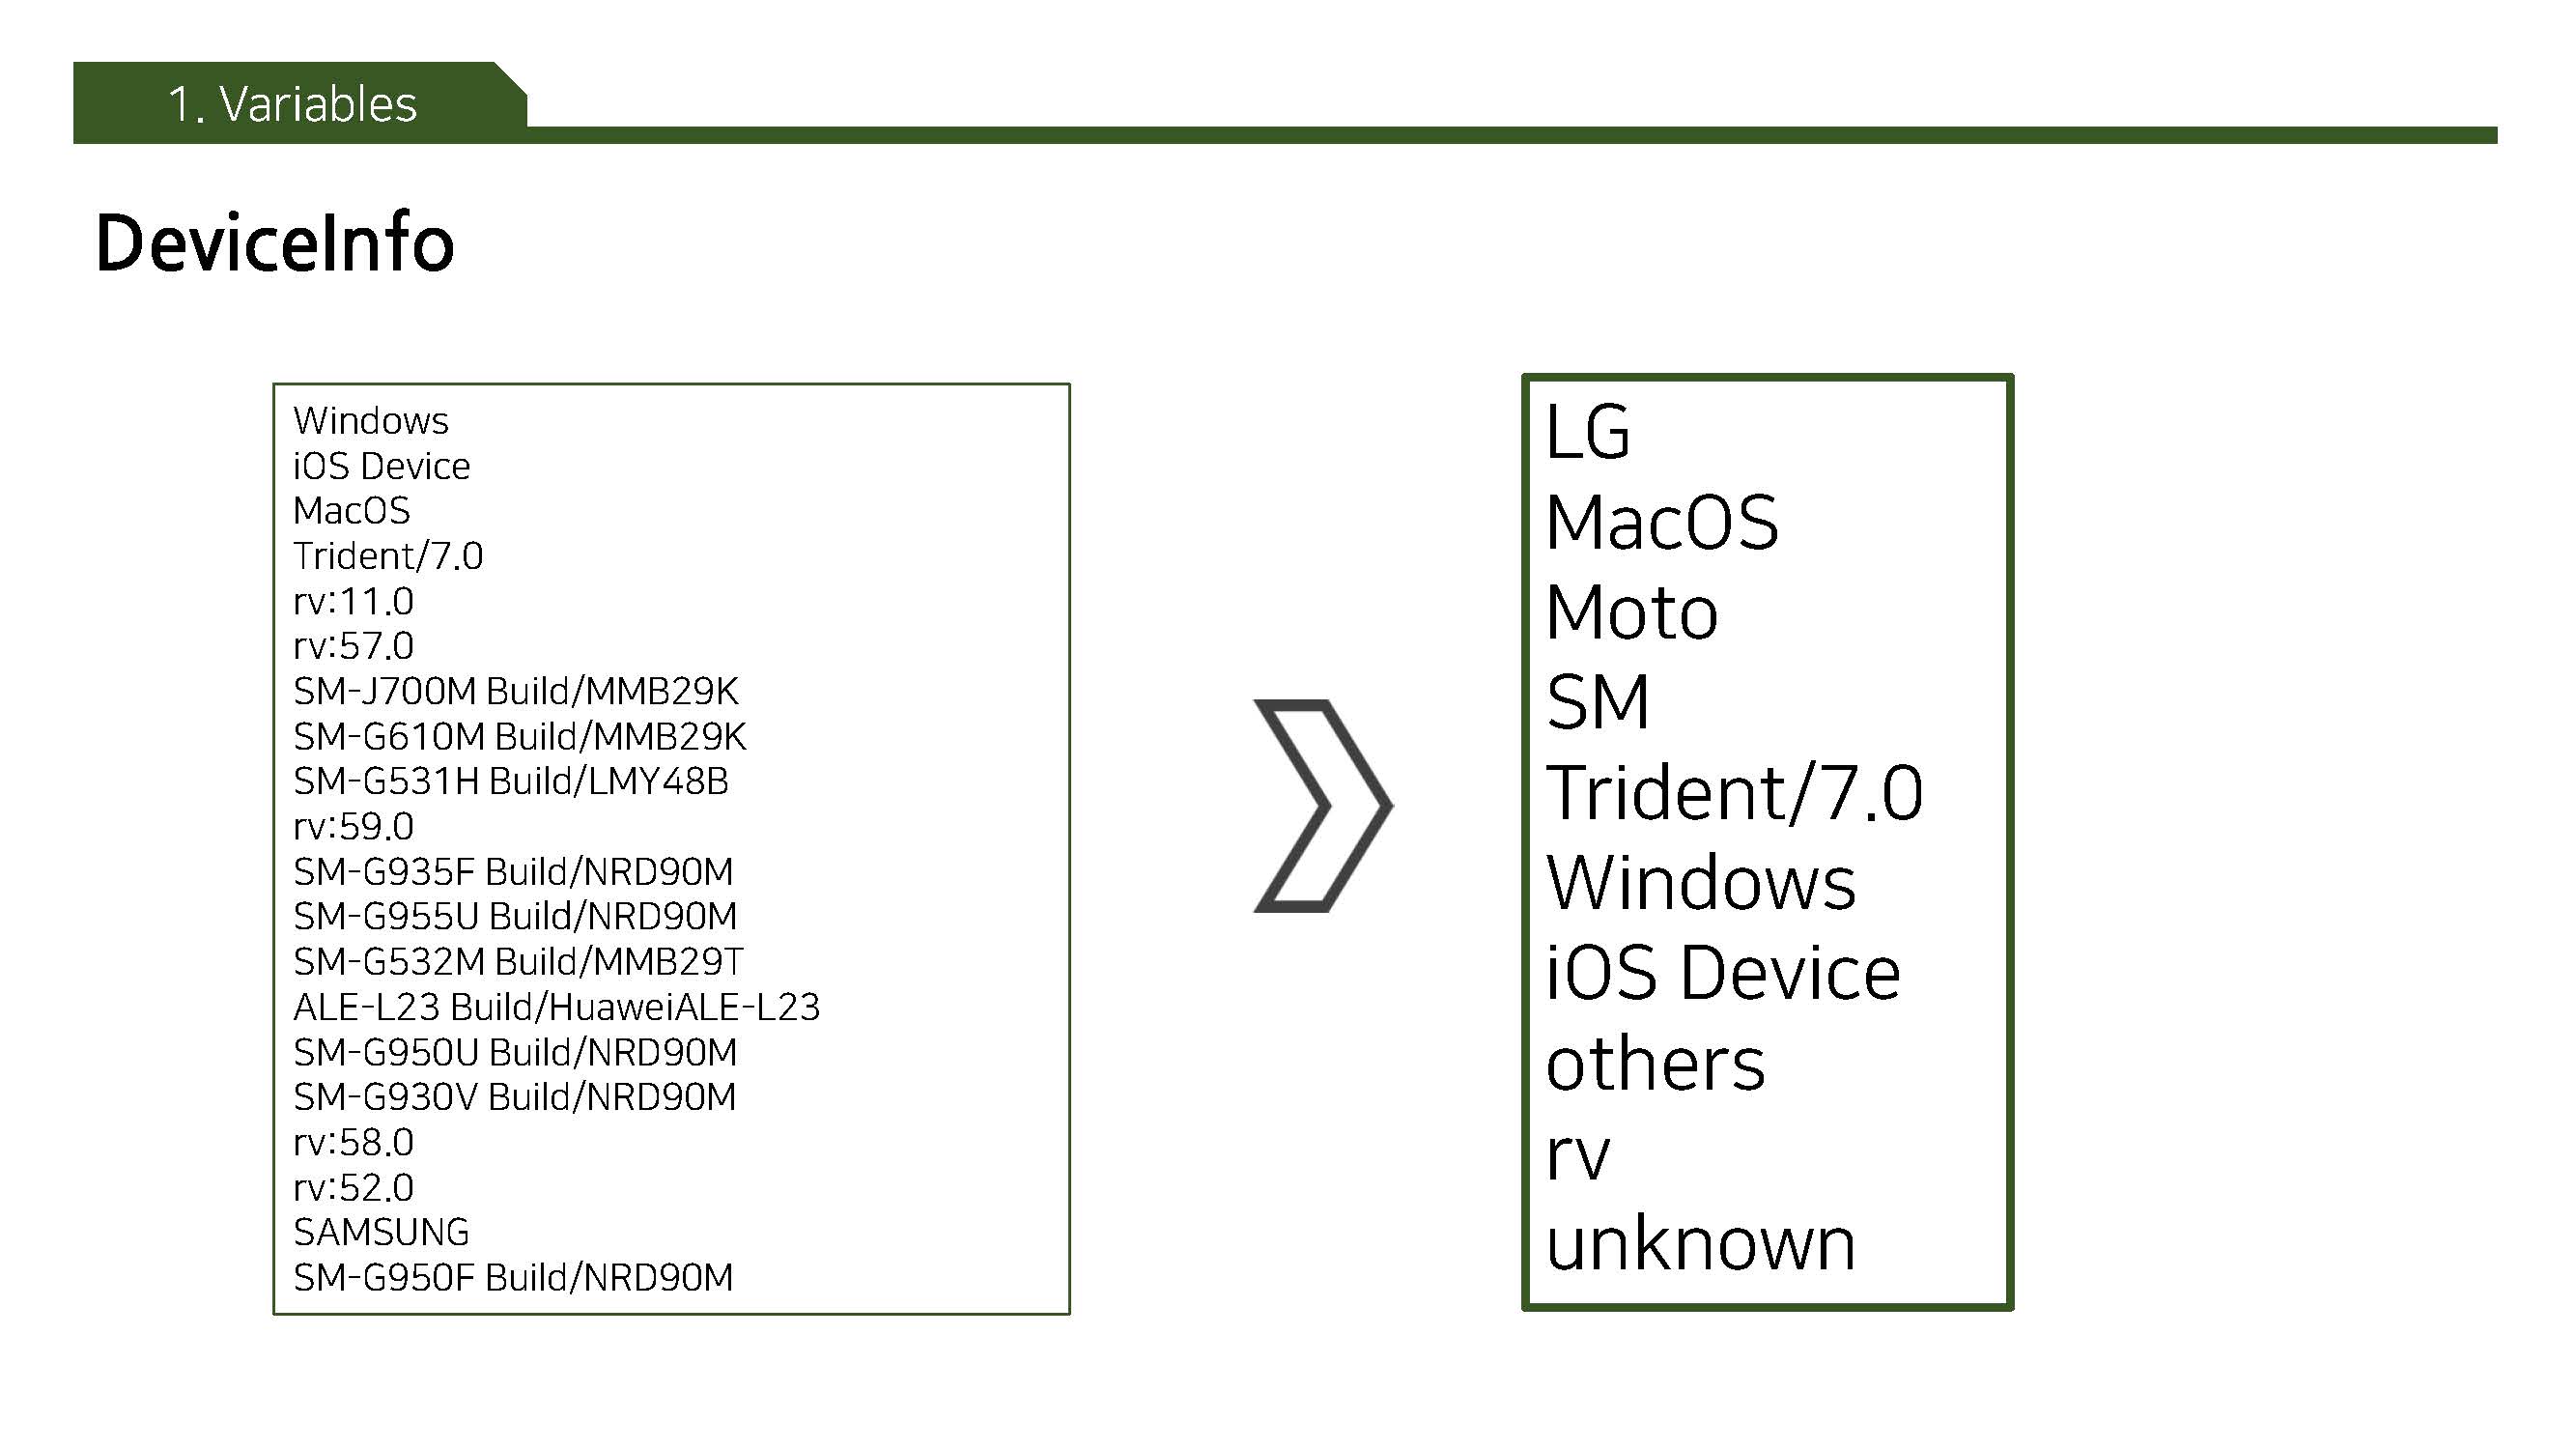 1. Variables
DeviceInfo
Windows
iOS Device
MacOS
Trident/7.0
rv:11.0
rv:57.0
SM-J700M Build/MMB29K
SM-G610M Build/MMB29K
SM-G531H Build/LMY48B
rv:59.0
SM-G935F Build/NRD90M
SM-G955U Build/NRD90M
SM-G532M Build/MMB29T
ALE-L23 Build/HuaweiALE-L23
SM-G950U Build/NRD90M
SM-G930V Build/NRD90M
rv:58.0
rv:52.0
SAMSUNG
SM-G950F Build/NRD90M
LG
MacOS
Moto
SM
Trident/7.0
Windows
iOS Device
others
rv
unknown